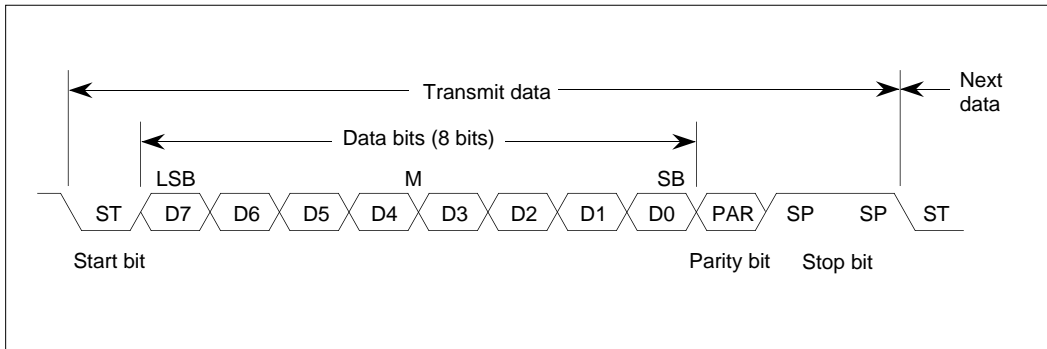 Transmit data
Next
data
Data bits (8 bits)
LSB M SB
ST D7 D6 D5 D4 D3 D2 D1 D0 PAR SP SP ST
Start bit Parity bit Stop bit